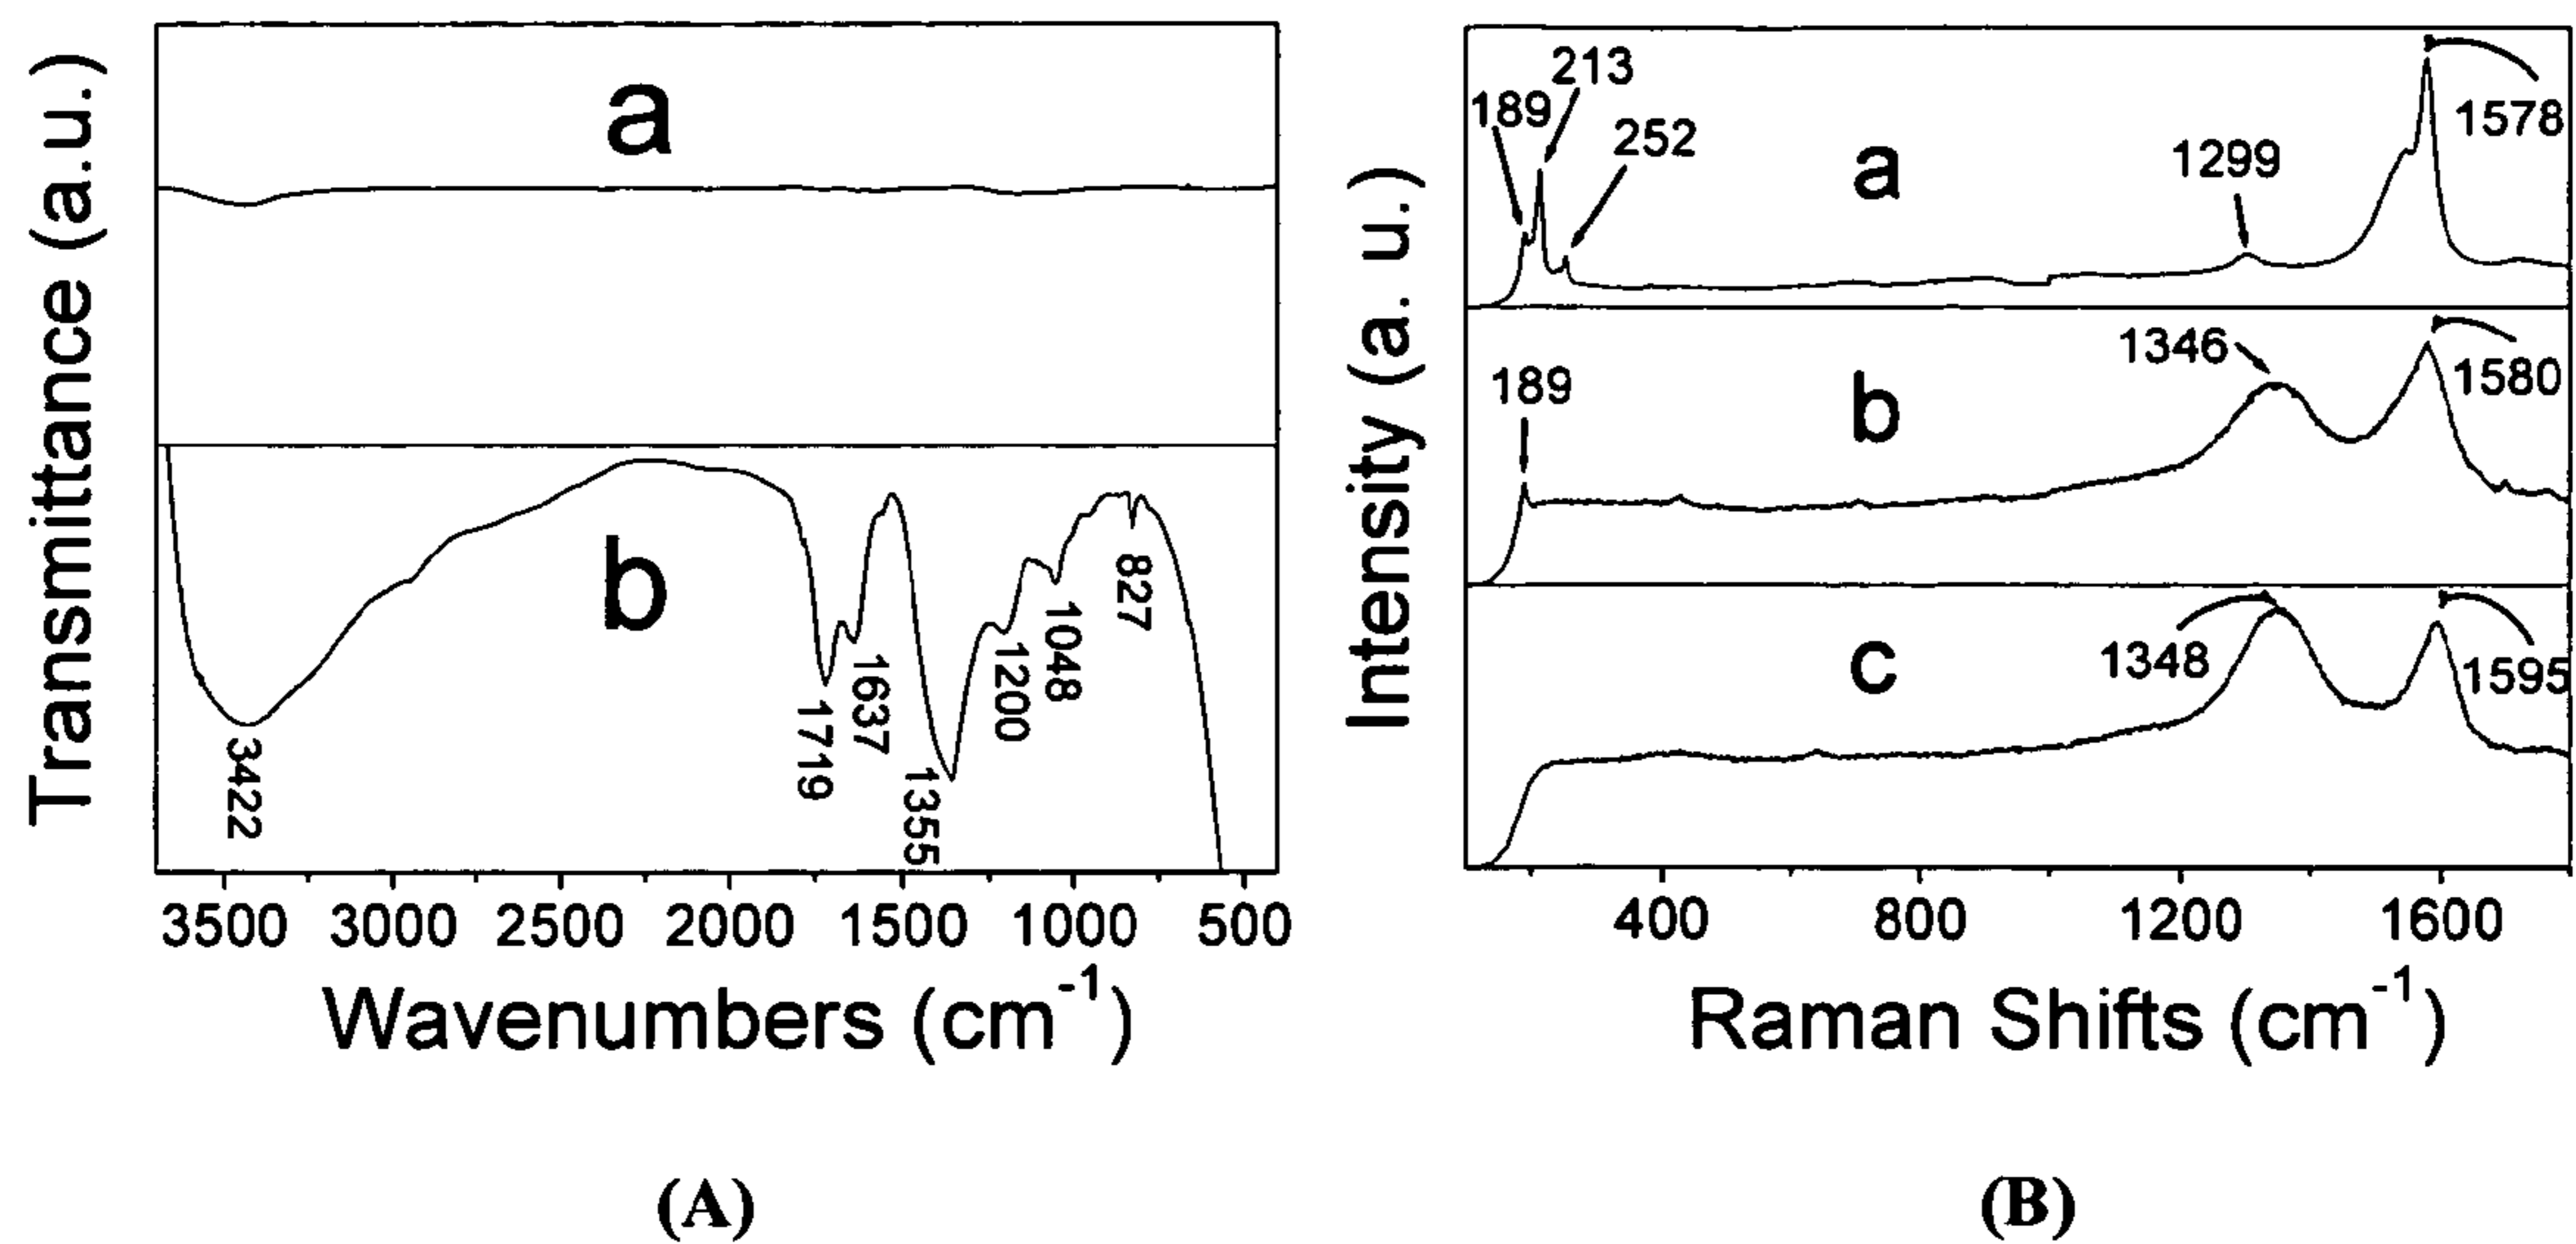 Transmittance (a.u.)
a
b
3422
1719
1637
1355
1200
1048
827
3500 3000 2500 2000 1500 1000 500
Wavenumbers (cm⁻¹)
(A)
Intensity (a. u.)
189
213
252
a
1299
1578
189
b
1346
1580
c
1348
1595
400 800 1200 1600
Raman Shifts (cm⁻¹)
(B)